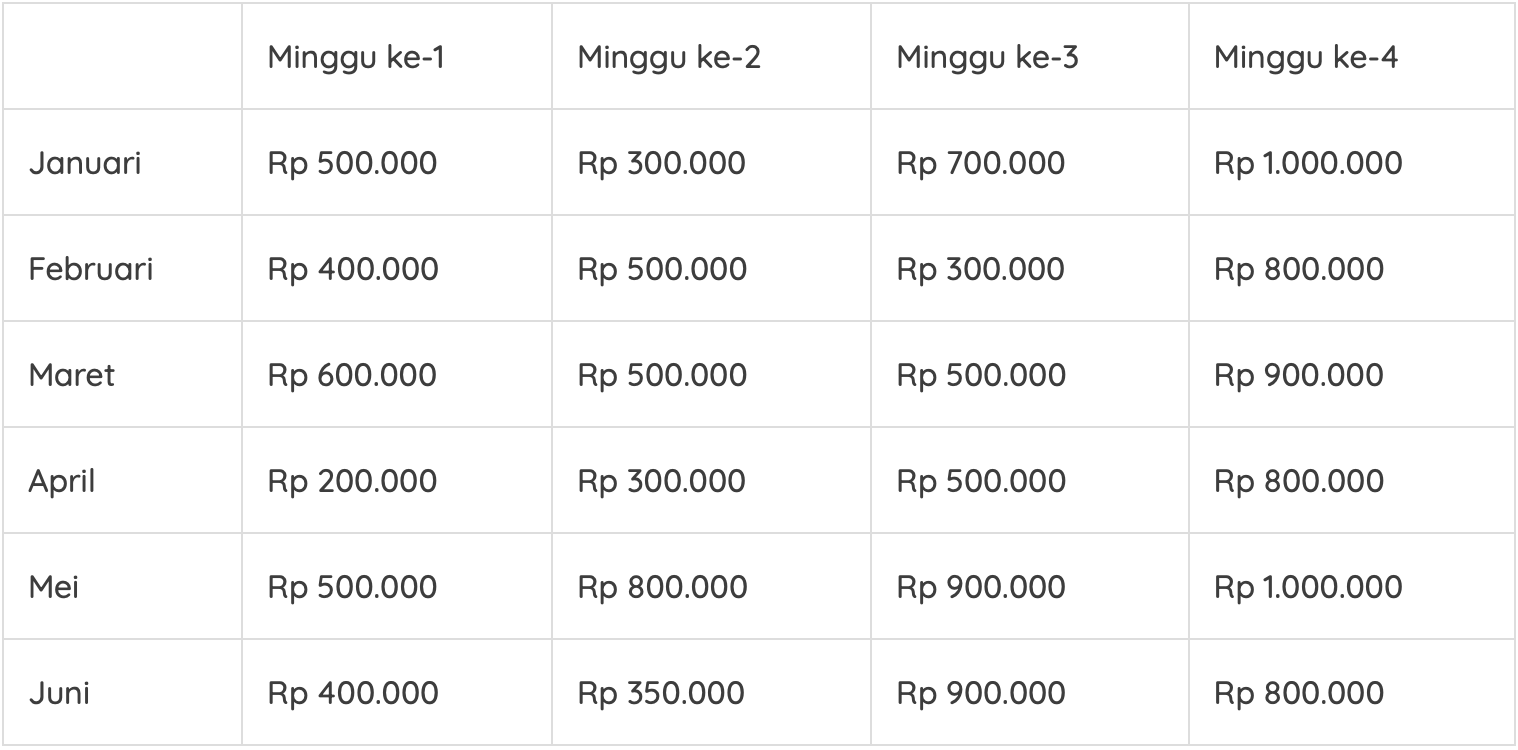 Minggu ke-1 Minggu ke-2 Minggu ke-3 Minggu ke-4
Januari Rp 500.000 Rp 300.000 Rp 700.000 Rp 1.000.000
Februari Rp 400.000 Rp 500.000 Rp 300.000 Rp 800.000
Maret Rp 600.000 Rp 500.000 Rp 500.000 Rp 900.000
April Rp 200.000 Rp 300.000 Rp 500.000 Rp 800.000
Mei Rp 500.000 Rp 800.000 Rp 900.000 Rp 1.000.000
Juni Rp 400.000 Rp 350.000 Rp 900.000 Rp 800.000